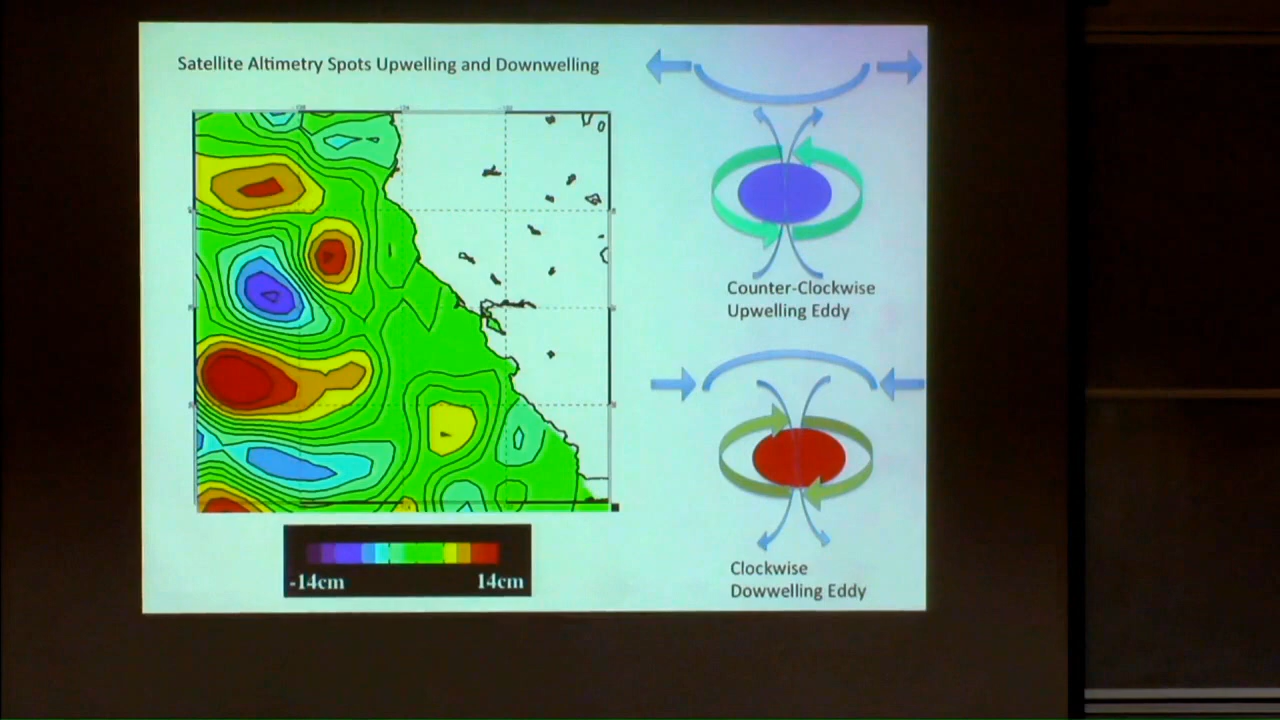 Satellite Altimetry Spots Upwelling and Downwelling
Counter-Clockwise
Upwelling Eddy
Clockwise
Dowwelling Eddy
-14cm
14cm